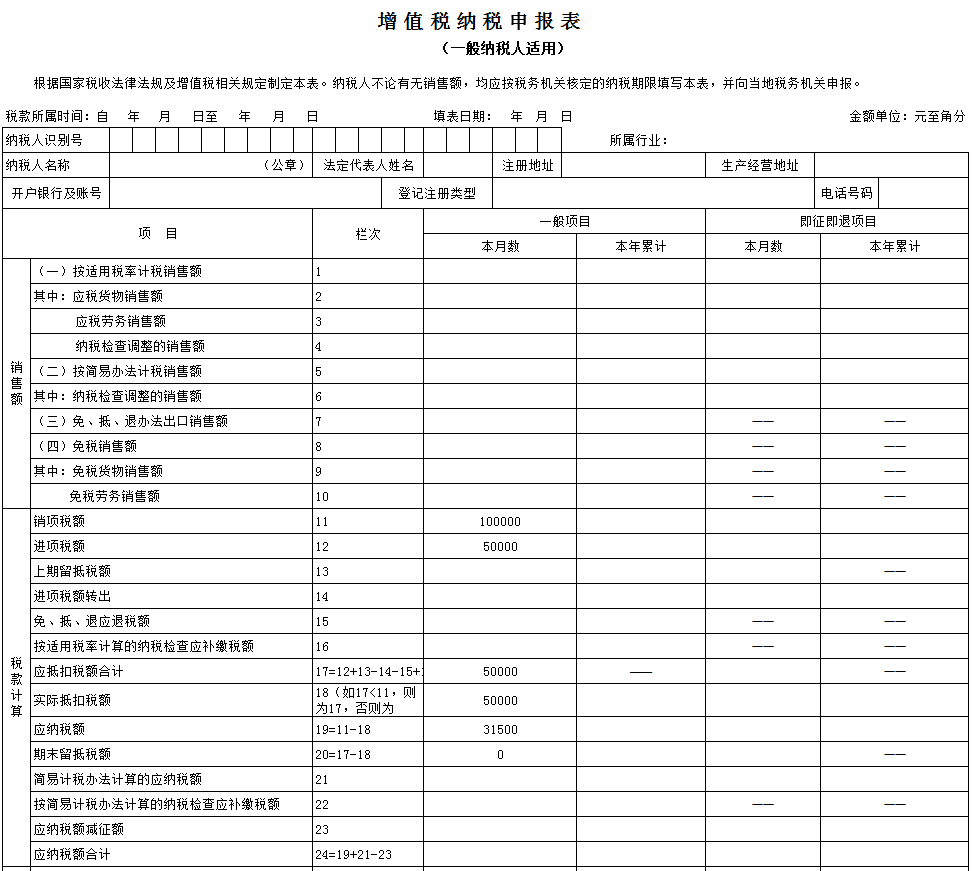 增值税纳税申报表
（一般纳税人适用）
根据国家税收法律法规及增值税相关规定制定本表。纳税人不论有无销售额，均应按税务机关核定的纳税期限填写本表，并向当地税务机关申报。
税款所属时间：自 年 月 日至 年 月 日 填表日期： 年 月 日 金额单位：元至角分
纳税人识别号 所属行业：
纳税人名称 （公章） 法定代表人姓名 注册地址 生产经营地址
开户银行及账号 登记注册类型 电话号码
项 目 栏次 一般项目 即征即退项目
本月数 本年累计 本月数 本年累计
销售额
（一）按适用税率计税销售额 1
其中：应税货物销售额 2
应税劳务销售额 3
纳税检查调整的销售额 4
（二）按简易办法计税销售额 5
其中：纳税检查调整的销售额 6
（三）免、抵、退办法出口销售额 7 —— ——
（四）免税销售额 8 —— ——
其中：免税货物销售额 9 —— ——
免税劳务销售额 10 —— ——
税款计算
销项税额 11 100000
进项税额 12 50000
上期留抵税额 13 ——
进项税额转出 14
免、抵、退应退税额 15 —— ——
按适用税率计算的纳税检查应补缴税额 16 —— ——
应抵扣税额合计 17=12+13-14-15+ 50000 —— ——
实际抵扣税额 18（如17<11，则 50000
为17，否则为
应纳税额 19=11-18 31500
期末留抵税额 20=17-18 0 ——
简易计税办法计算的应纳税额 21
按简易计税办法计算的纳税检查应补缴税额 22 —— ——
应纳税额减征额 23
应纳税额合计 24=19+21-23